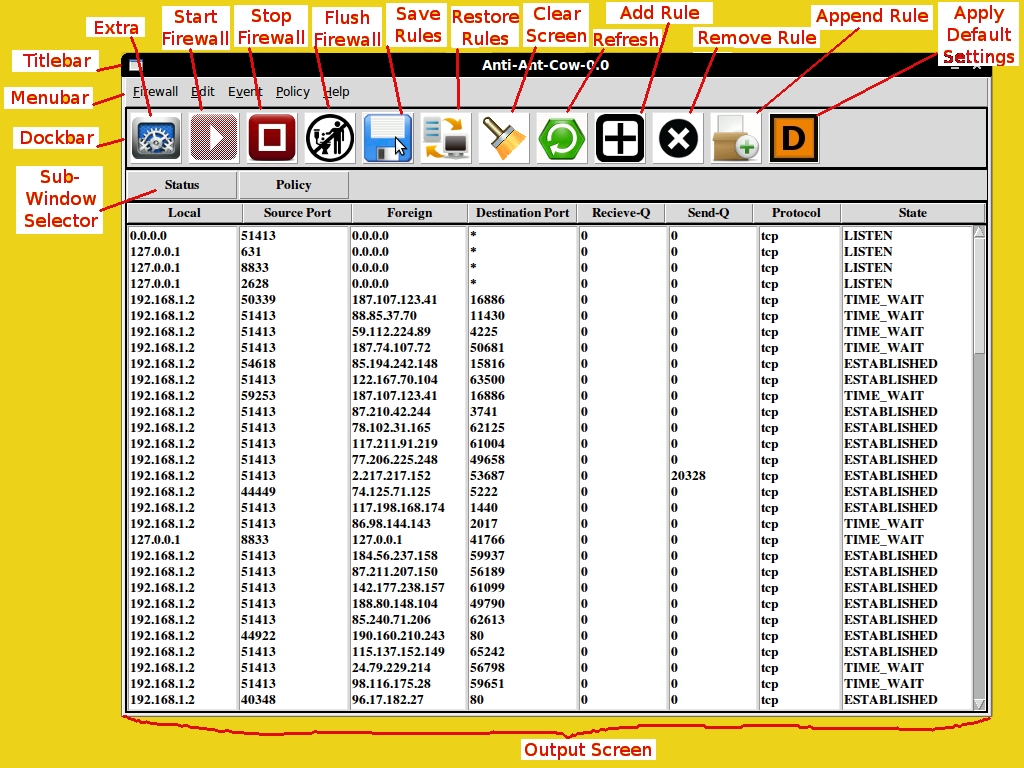 Extra
Start Firewall
Stop Firewall
Flush Firewall
Save Rules
Restore Rules
Clear Screen
Refresh
Add Rule
Remove Rule
Append Rule
Apply Default Settings
Titlebar
Anti-Ant-Cow-0.0
Menubar
Firewall Edit Event Policy Help
Dockbar
D
Sub-Window Selector
Status Policy
Local Source Port Foreign Destination Port Recieve-Q Send-Q Protocol State
0.0.0.0 51413 0.0.0.0 * 0 0 tcp LISTEN
127.0.0.1 631 0.0.0.0 * 0 0 tcp LISTEN
127.0.0.1 8833 0.0.0.0 * 0 0 tcp LISTEN
127.0.0.1 2628 0.0.0.0 * 0 0 tcp LISTEN
192.168.1.2 50339 187.107.123.41 16886 0 0 tcp TIME_WAIT
192.168.1.2 51413 88.85.37.70 11430 0 0 tcp TIME_WAIT
192.168.1.2 51413 59.112.224.89 4225 0 0 tcp TIME_WAIT
192.168.1.2 51413 187.74.107.72 50681 0 0 tcp TIME_WAIT
192.168.1.2 54618 85.194.242.148 15816 0 0 tcp ESTABLISHED
192.168.1.2 51413 122.167.70.104 63500 0 0 tcp ESTABLISHED
192.168.1.2 59253 187.107.123.41 16886 0 0 tcp TIME_WAIT
192.168.1.2 51413 87.210.42.244 3741 0 0 tcp ESTABLISHED
192.168.1.2 51413 78.102.31.165 62125 0 0 tcp ESTABLISHED
192.168.1.2 51413 117.211.91.219 61004 0 0 tcp ESTABLISHED
192.168.1.2 51413 77.206.225.248 49658 0 0 tcp ESTABLISHED
192.168.1.2 51413 2.217.217.152 53687 0 20328 tcp ESTABLISHED
192.168.1.2 44449 74.125.71.125 5222 0 0 tcp ESTABLISHED
192.168.1.2 51413 117.198.168.174 1440 0 0 tcp ESTABLISHED
192.168.1.2 51413 86.98.144.143 2017 0 0 tcp TIME_WAIT
127.0.0.1 8833 127.0.0.1 41766 0 0 tcp TIME_WAIT
192.168.1.2 51413 184.56.237.158 59937 0 0 tcp ESTABLISHED
192.168.1.2 51413 87.211.207.150 56189 0 0 tcp ESTABLISHED
192.168.1.2 51413 142.177.238.157 61099 0 0 tcp ESTABLISHED
192.168.1.2 51413 188.80.148.104 49790 0 0 tcp ESTABLISHED
192.168.1.2 51413 85.240.71.206 62613 0 0 tcp ESTABLISHED
192.168.1.2 44922 190.160.210.243 80 0 0 tcp ESTABLISHED
192.168.1.2 51413 115.137.152.149 65242 0 0 tcp ESTABLISHED
192.168.1.2 51413 24.79.229.214 56798 0 0 tcp TIME_WAIT
192.168.1.2 51413 98.116.175.28 59651 0 0 tcp TIME_WAIT
192.168.1.2 40348 96.17.182.27 80 0 0 tcp ESTABLISHED
Output Screen